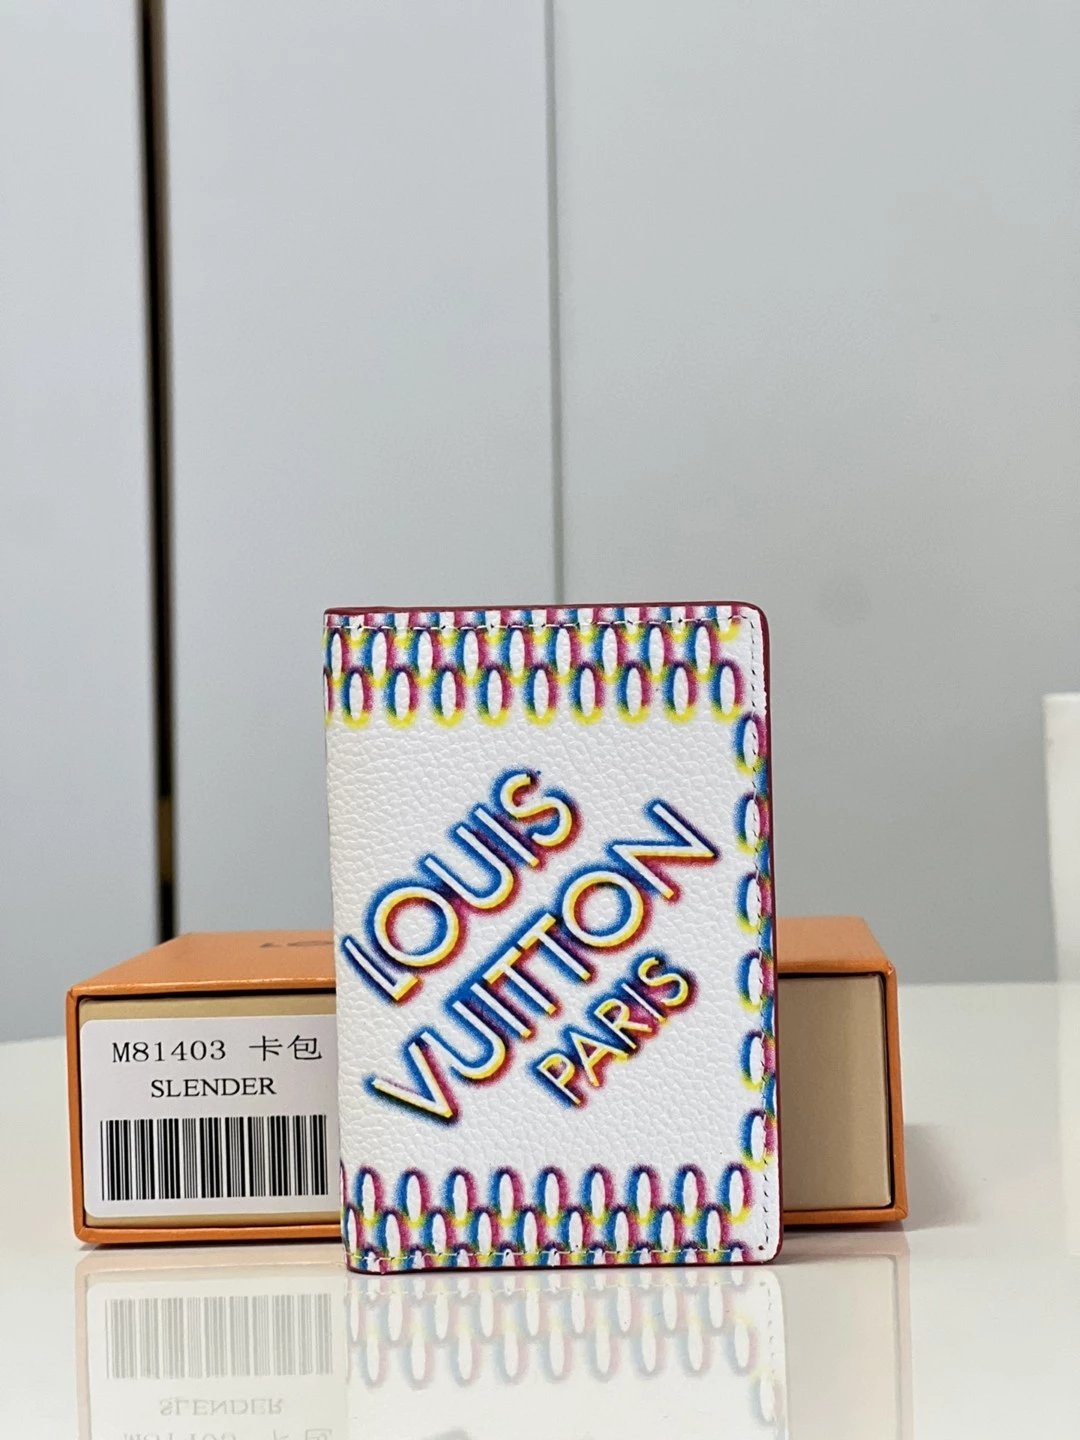 LOUIS
VUITTON
PARIS
M81403 卡包
SLENDER